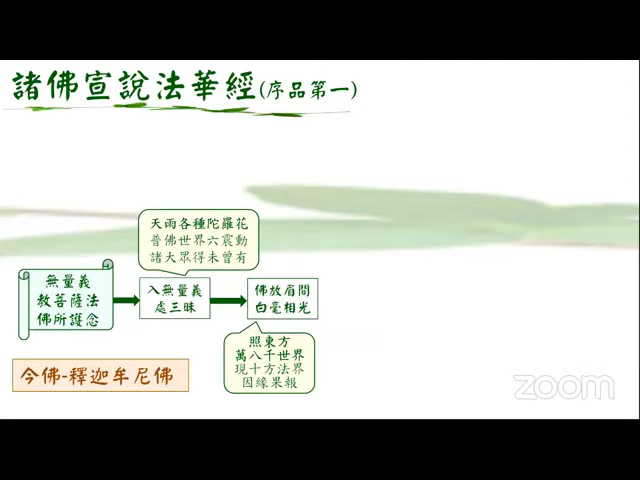 諸佛宣說法華經(序品第一)
天雨各種陀羅花
普佛世界六震動
諸大眾得未曾有
無量義
教菩薩法
佛所護念
入無量義
處三昧
佛放眉間
白毫相光
照東方
萬八千世界
現十方法界
因緣果報
今佛-釋迦牟尼佛
zoom